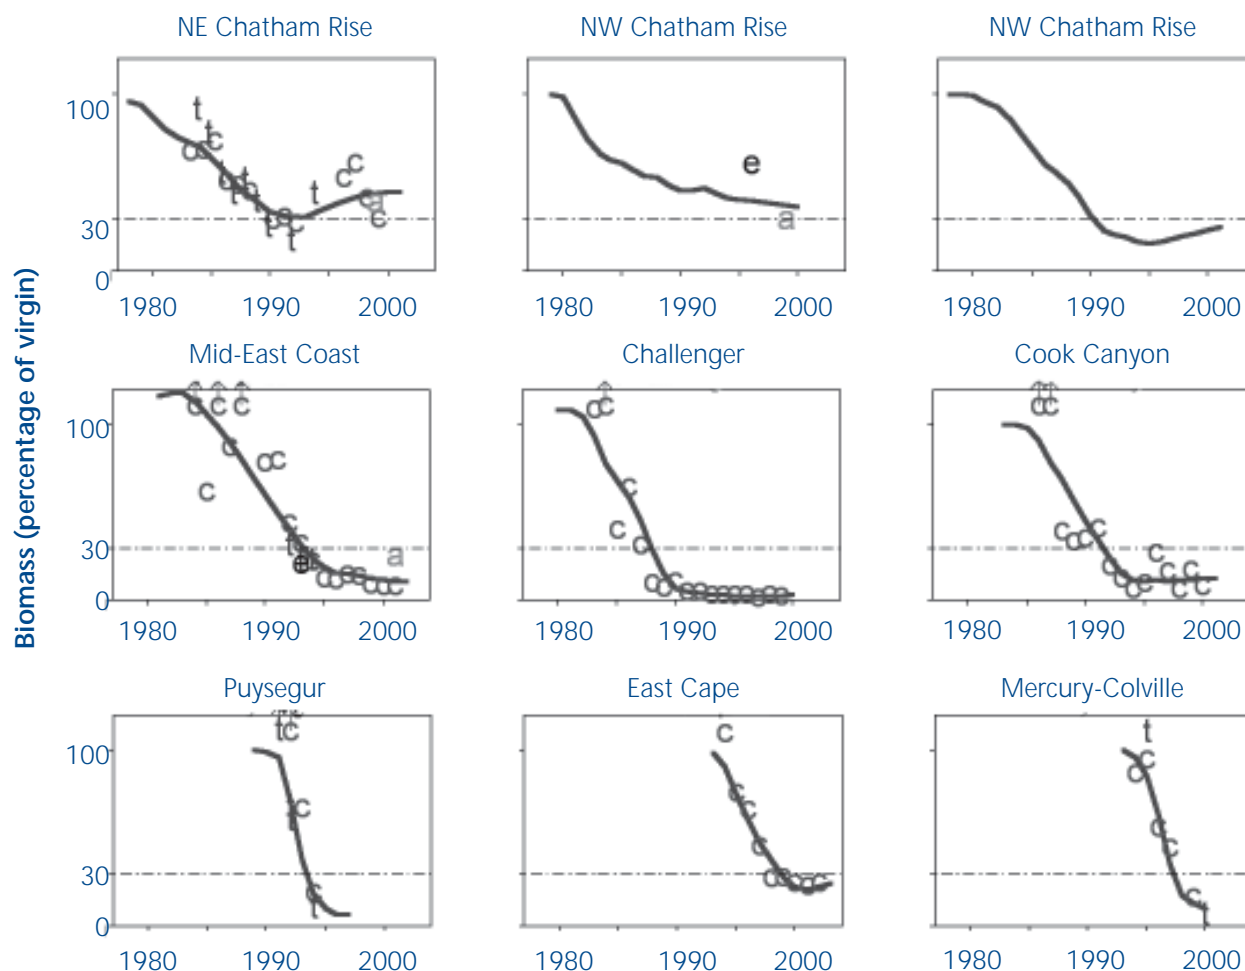 NE Chatham Rise NW Chatham Rise NW Chatham Rise
100
t
t
c
c c
c c
t
c
c
t
t
c
t
t
c
c
c
a
c
e
a
30
0
1980 1990 2000 1980 1990 2000 1980 1990 2000
Biomass (percentage of virgin)
Mid-East Coast Challenger Cook Canyon
c c c c c c c
100
c
c c
c
c c
c
30
a
0
1980 1990 2000 1980 1990 2000 1980 1990 2000
Puysegur East Cape Mercury-Colville
t c c t
100
c c
c
t
c c
c c
30
c
t
0
1980 1990 2000 1980 1990 2000 1980 1990 2000